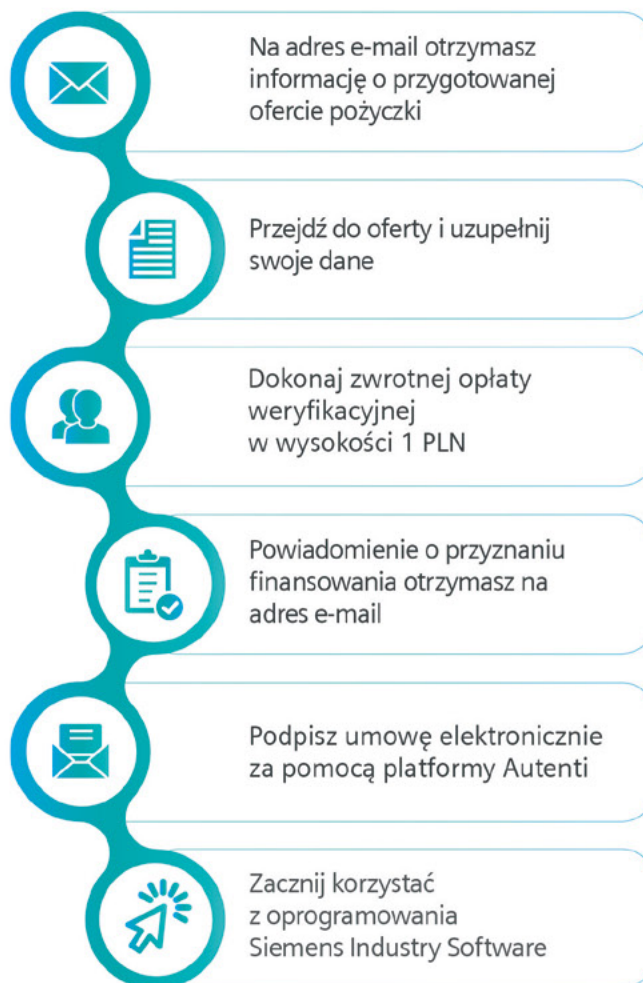 Na adres e-mail otrzymasz
informację o przygotowanej
ofercie pożyczki
Przejdź do oferty i uzupełnij
swoje dane
Dokonaj zwrotnej opłaty
weryfikacyjnej
w wysokości 1 PLN
Powiadomienie o przyznaniu
finansowania otrzymasz na
adres e-mail
Podpisz umowę elektronicznie
za pomocą platformy Autenti
Zacznij korzystać
z oprogramowania
Siemens Industry Software